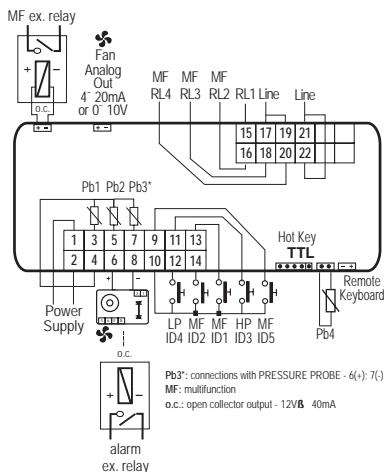 MF ex. relay
+ -
o.c.
Fan
Analog
Out
4- 20mA
or 0- 10V
MF MF MF
RL4 RL3 RL2 RL1 Line Line
+ - + -
15 17 19 21
16 18 20 22
Pb1 Pb2 Pb3*
1 3 5 7 9 11 13
2 4 6 8 10 12 14
Hot Key
TTL
- +
+ -
Power
Supply
LP MF MF HP MF
ID4 ID2 ID1 ID3 ID5
Remote
Keyboard
Pb4
o.c.
+ -
alarm
ex. relay
Pb3*: connections with PRESSURE PROBE - 6(+): 7(-)
MF: multifunction
o.c.: open collector output - 12Vß 40mA